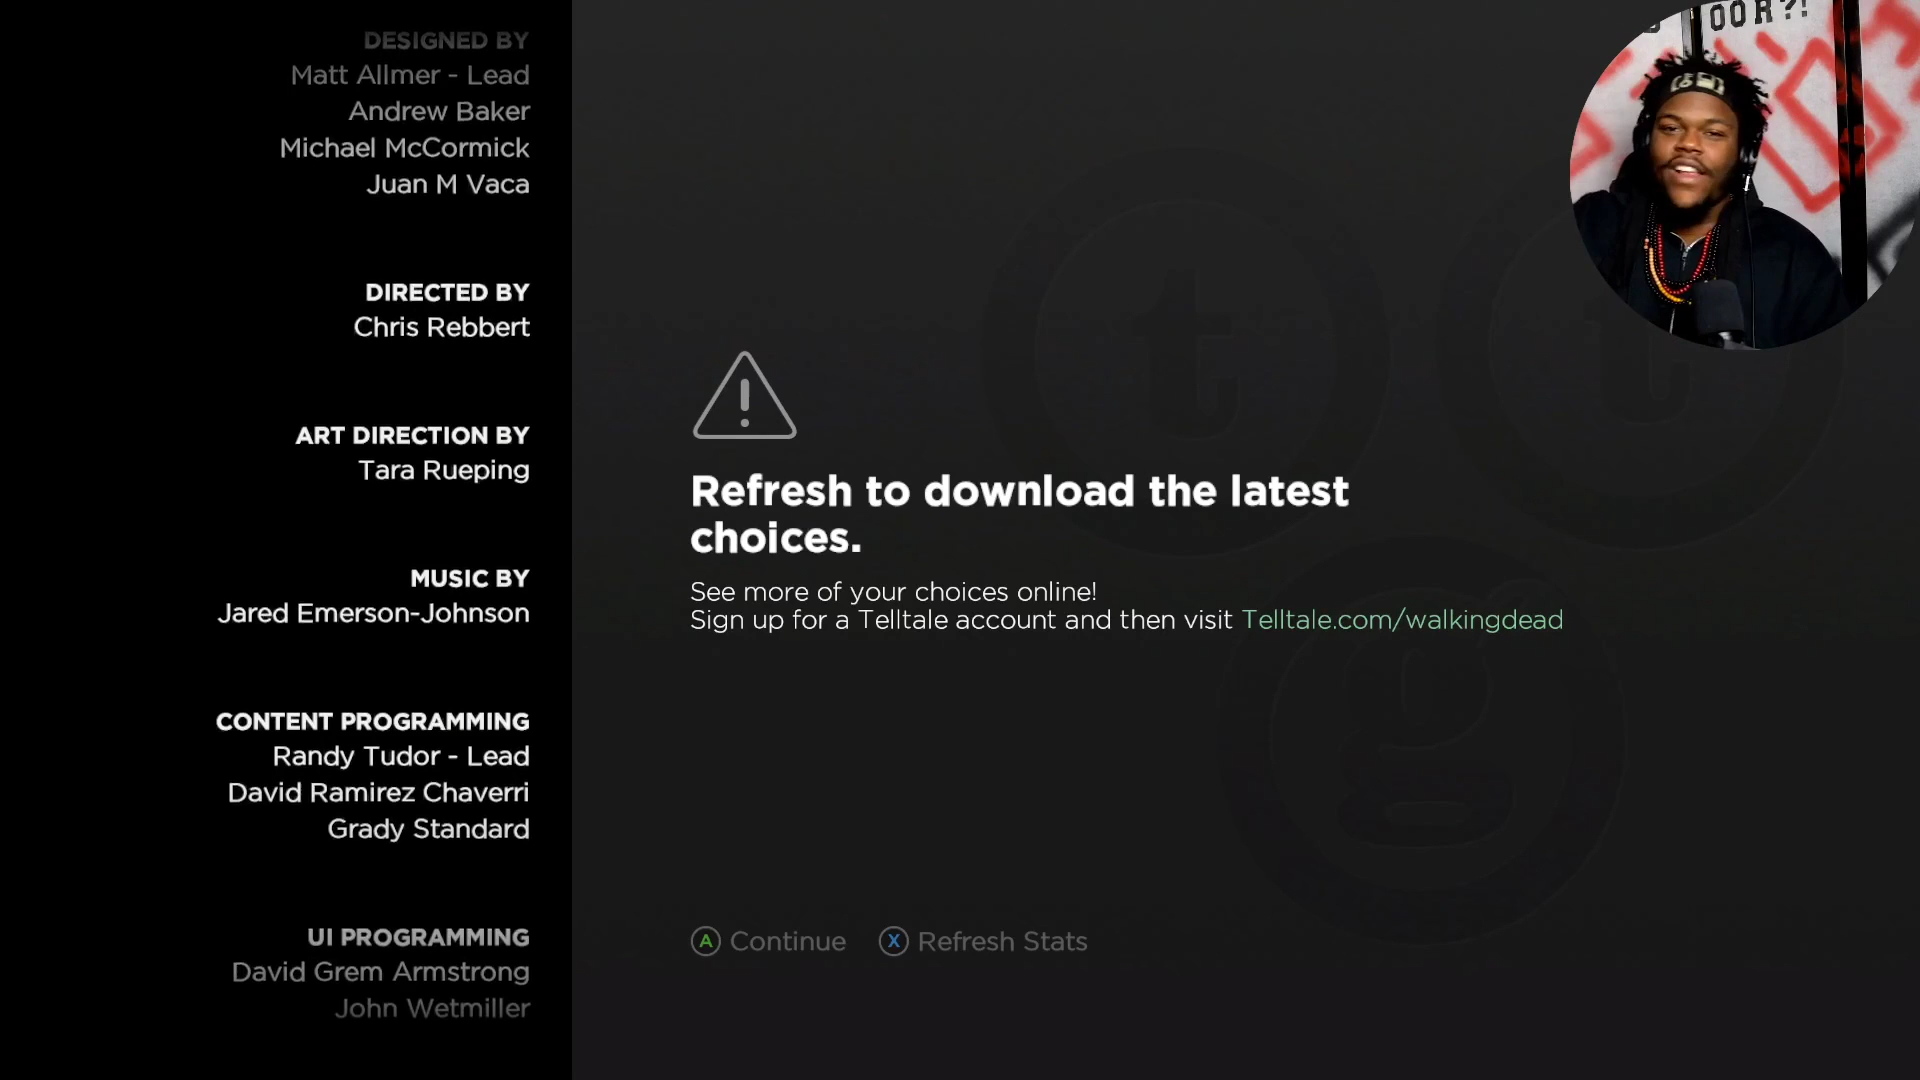 DESIGNED BY
Matt Allmer - Lead
Andrew Baker
Michael McCormick
Juan M Vaca
DIRECTED BY
Chris Rebbert
ART DIRECTION BY
Tara Rueping
MUSIC BY
Jared Emerson-Johnson
CONTENT PROGRAMMING
Randy Tudor - Lead
David Ramirez Chaverri
Grady Standard
UI PROGRAMMING
David Grem Armstrong
John Wetmiller
Refresh to download the latest
choices.
See more of your choices online!
Sign up for a Telltale account and then visit Telltale.com/walkingdead
A Continue X Refresh Stats
t t
g
OOR?!